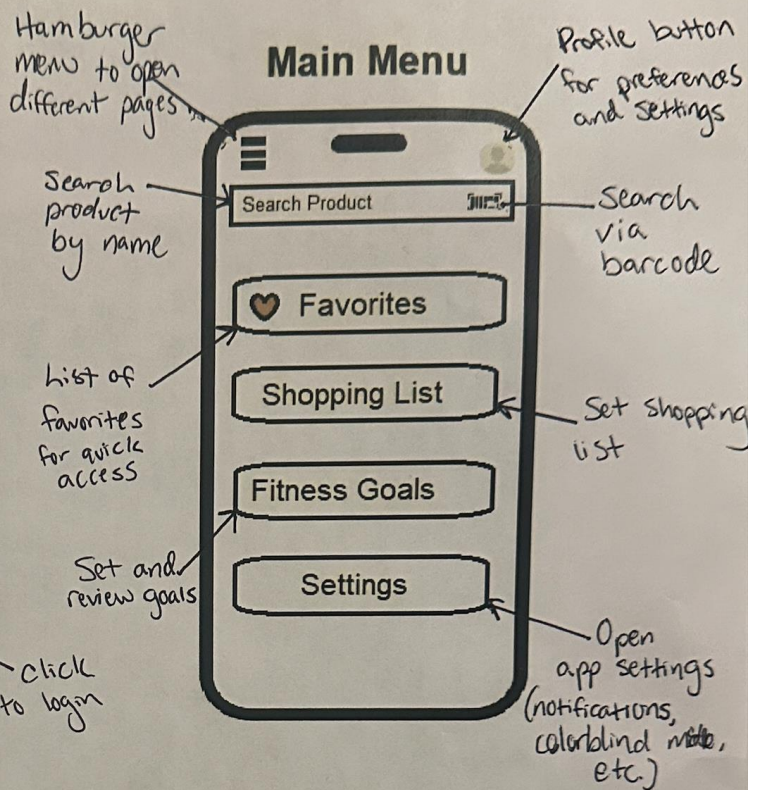 Main Menu
Hamburger
menu to open
different pages
Profile button
for preferences
and settings
Search
product
by name
Search Product
Search
via
barcode
Favorites
List of
favorites
for quick
access
Shopping List
Set shopping
list
Fitness Goals
Set and
review goals
Settings
Open
app settings
(notifications,
colorblind mode,
etc.)
click
to login